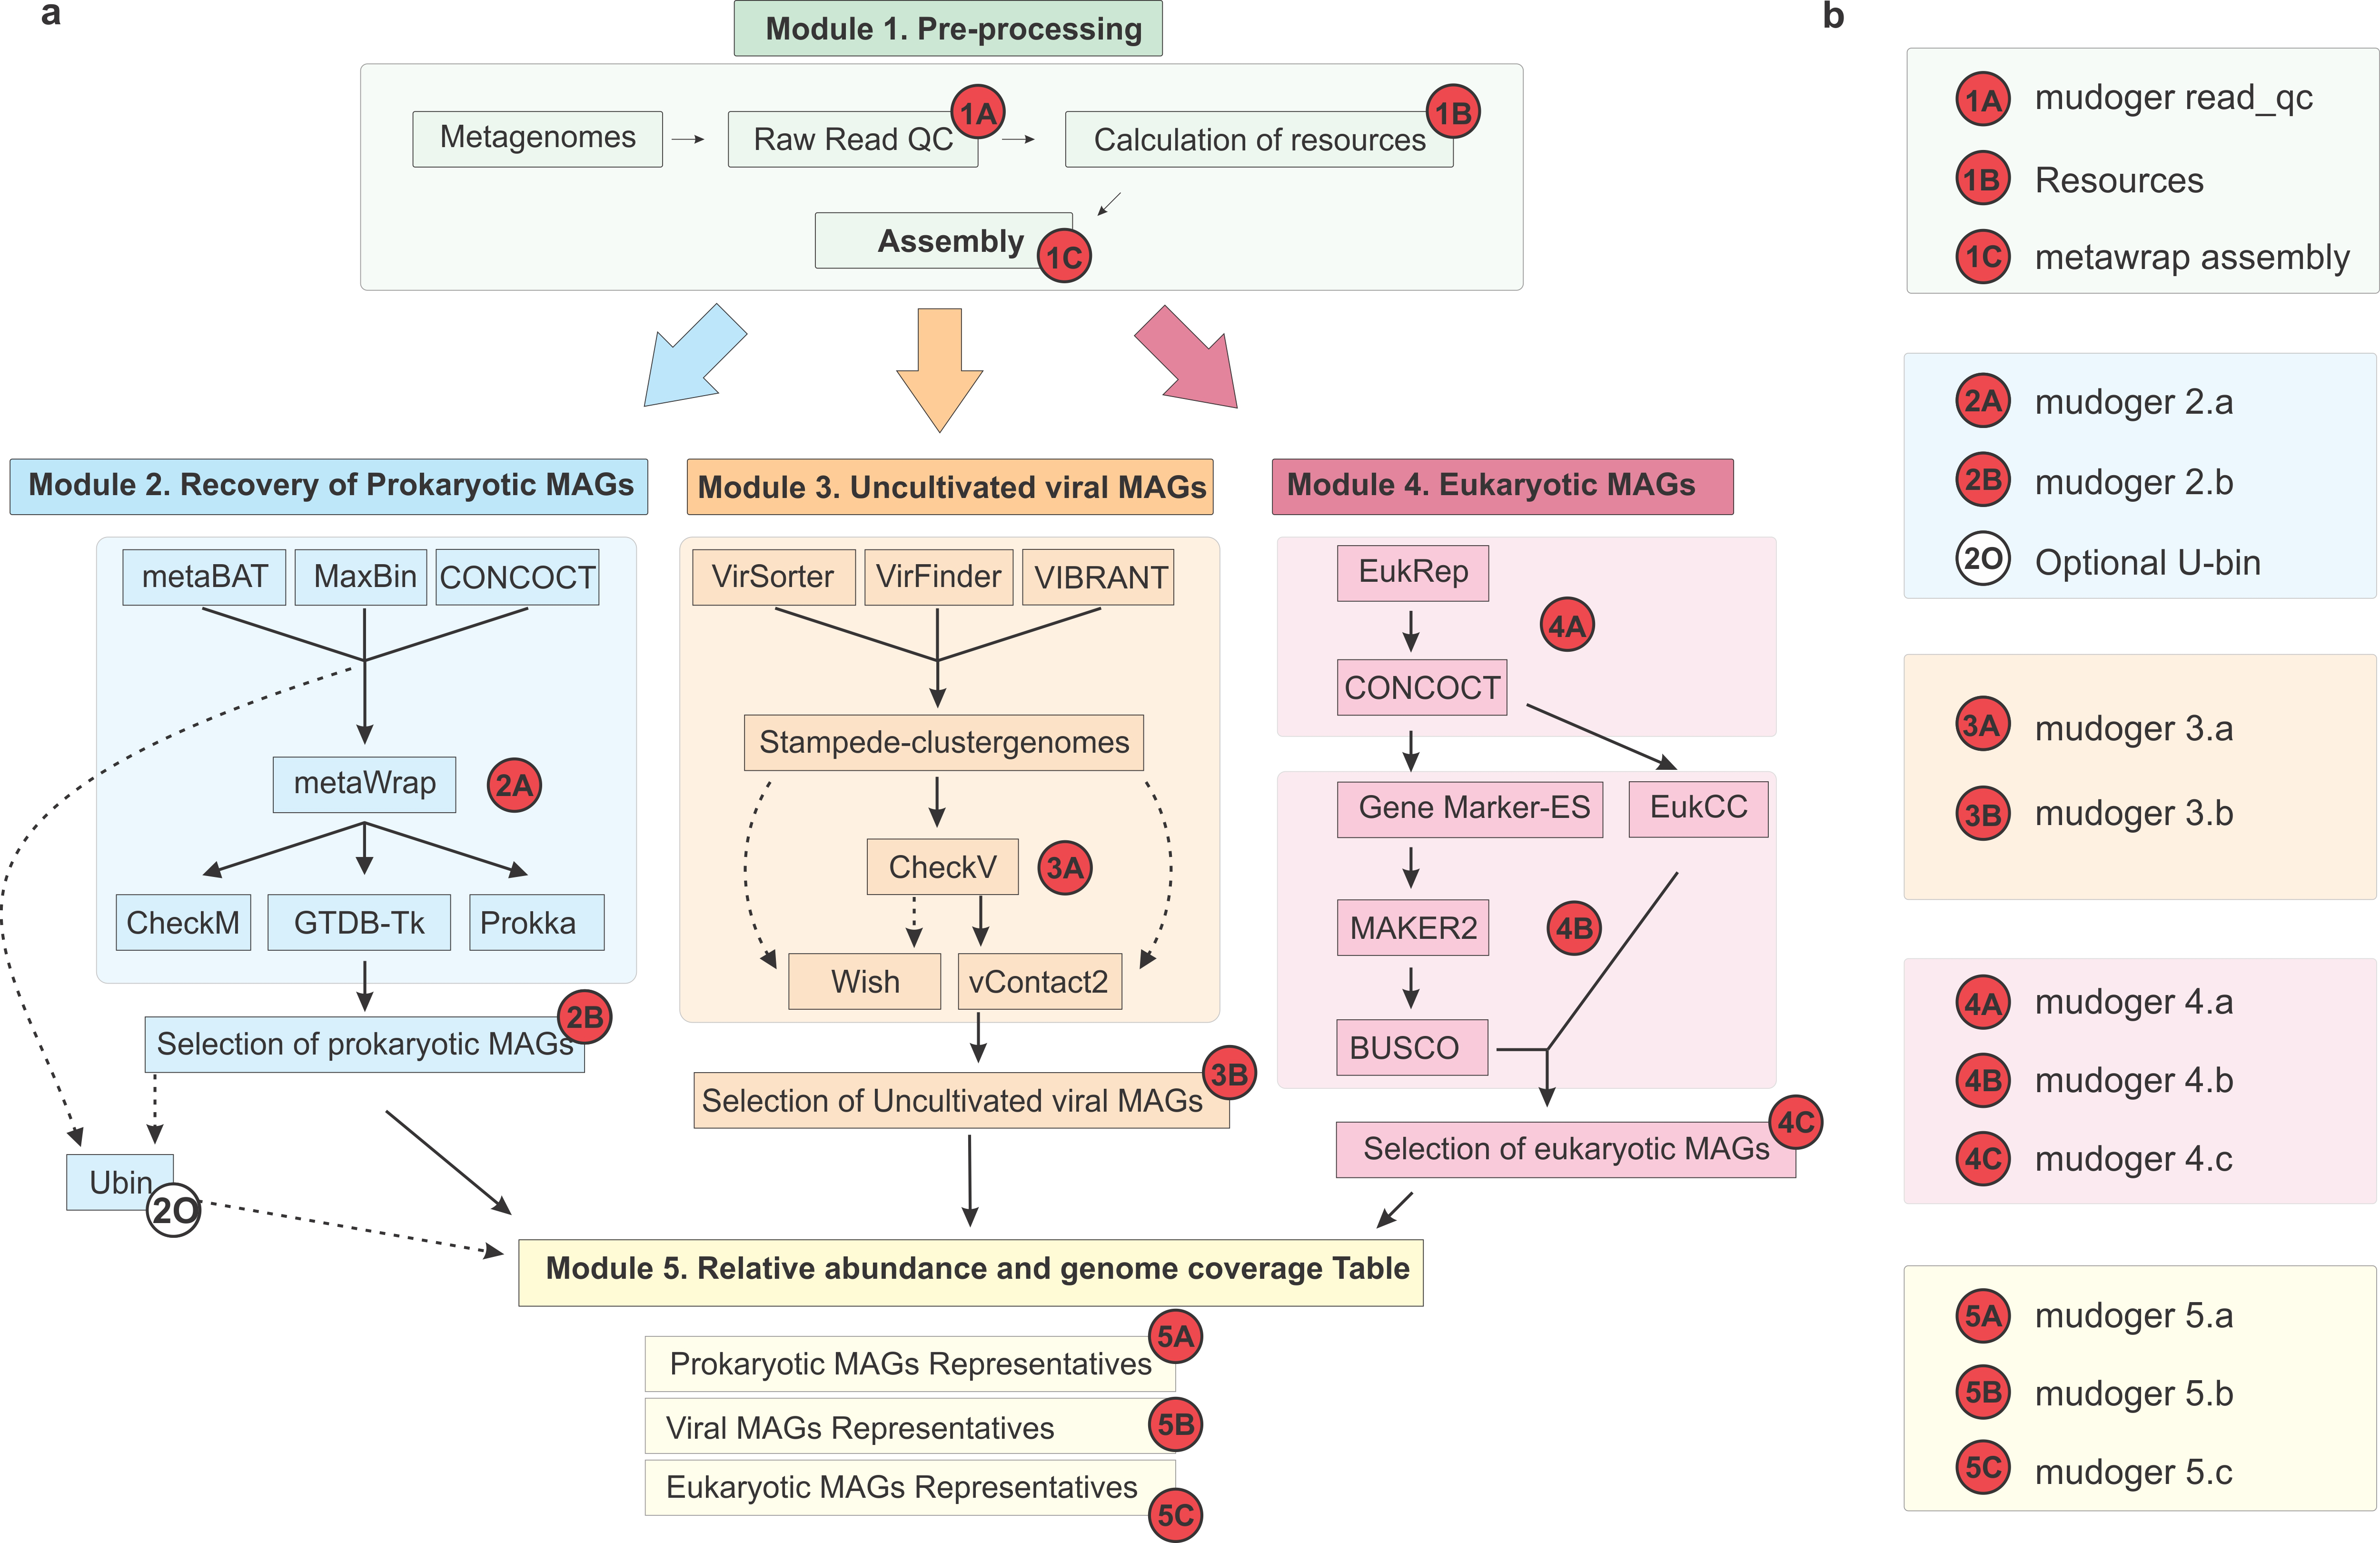 a
Module 1. Pre-processing
Metagenomes
Raw Read QC
1A
Calculation of resources
1B
Assembly
1C
Module 2. Recovery of Prokaryotic MAGs
metaBAT
MaxBin
CONCOCT
metaWrap
2A
CheckM
GTDB-Tk
Prokka
Selection of prokaryotic MAGs
2B
Ubin
2O
Module 3. Uncultivated viral MAGs
VirSorter
VirFinder
VIBRANT
Stampede-clustergenomes
CheckV
3A
Wish
vContact2
Selection of Uncultivated viral MAGs
3B
Module 4. Eukaryotic MAGs
EukRep
4A
CONCOCT
Gene Marker-ES
EukCC
MAKER2
4B
BUSCO
Selection of eukaryotic MAGs
4C
Module 5. Relative abundance and genome coverage Table
Prokaryotic MAGs Representatives
5A
Viral MAGs Representatives
5B
Eukaryotic MAGs Representatives
5C
b
1A mudoger read_qc
1B Resources
1C metawrap assembly
2A mudoger 2.a
2B mudoger 2.b
2O Optional U-bin
3A mudoger 3.a
3B mudoger 3.b
4A mudoger 4.a
4B mudoger 4.b
4C mudoger 4.c
5A mudoger 5.a
5B mudoger 5.b
5C mudoger 5.c